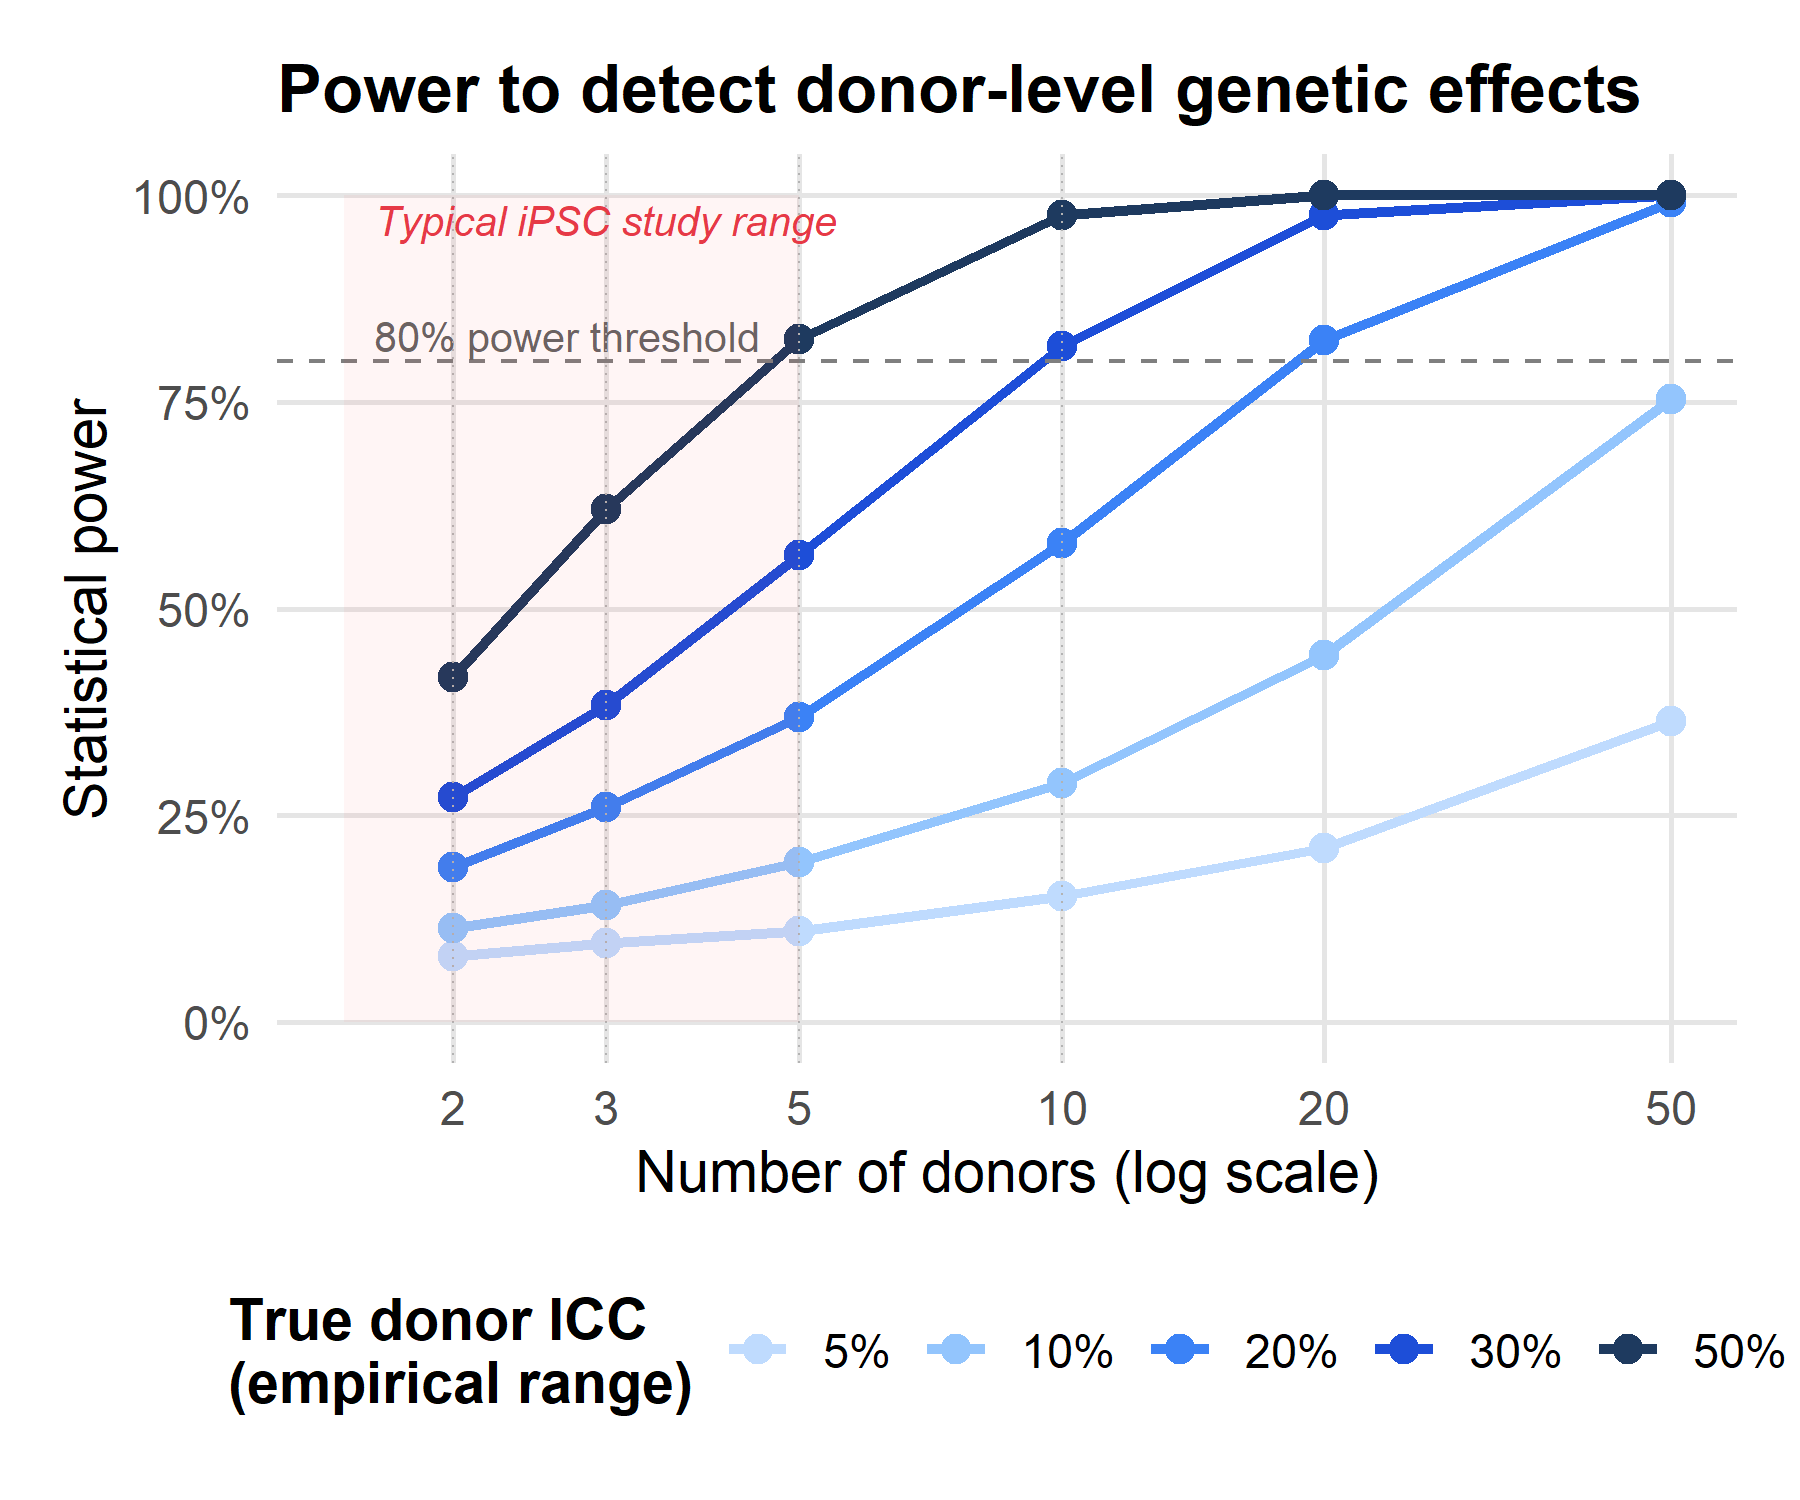 Power to detect donor-level genetic effects
100%
Typical iPSC study range
80% power threshold
75%
50%
25%
0%
Statistical power
2 3 5 10 20 50
Number of donors (log scale)
True donor ICC
(empirical range)
5% 10% 20% 30% 50%